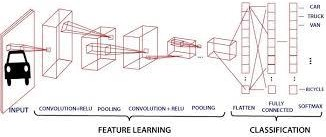 CAR
TRUCK
VAN
BICYCLE
INPUT
CONVOLUTION+RELU
POOLING
CONVOLUTION + RELU
POOLING
FLATTEN
FULLY
CONNECTED
SOFTMAX
FEATURE LEARNING
CLASSIFICATION